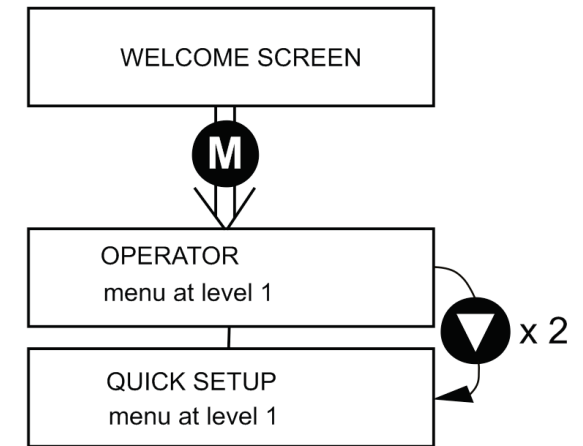 WELCOME SCREEN
M
OPERATOR
menu at level 1
x 2
QUICK SETUP
menu at level 1